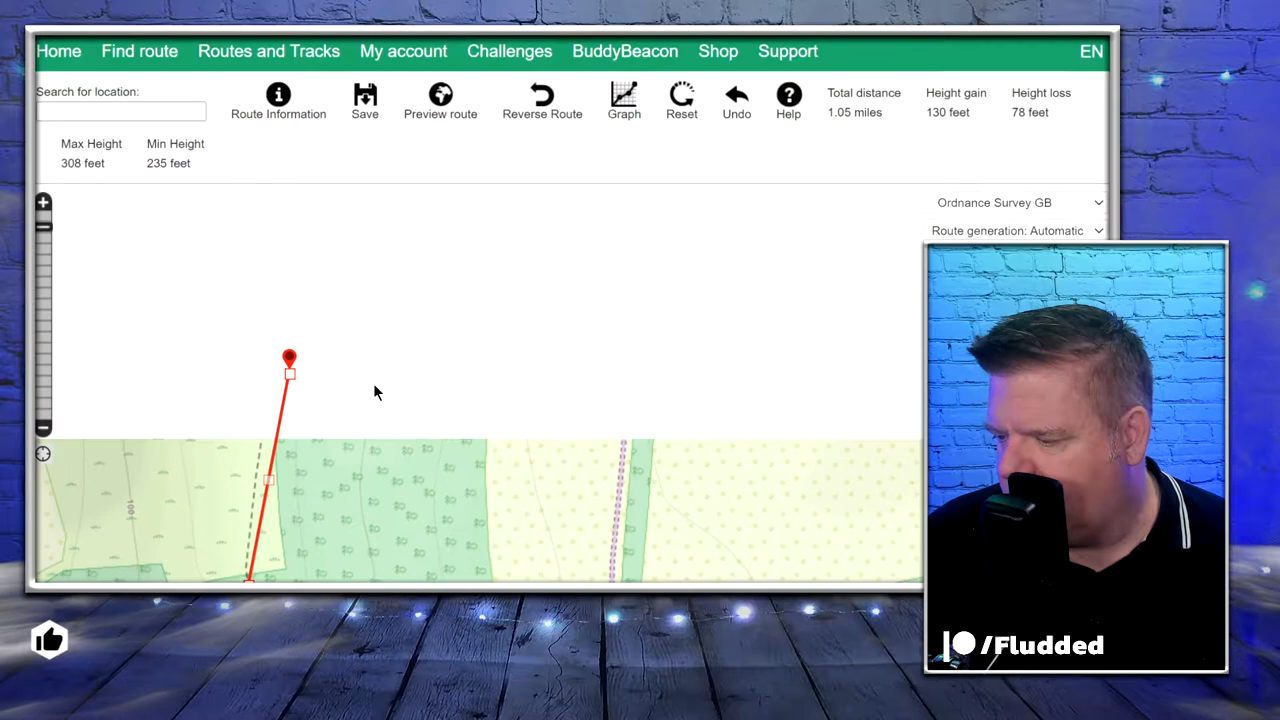 Home Find route Routes and Tracks My account Challenges BuddyBeacon Shop Support EN
Search for location:
Route Information Save Preview route Reverse Route Graph Reset Undo Help
Total distance Height gain Height loss
1.05 miles 130 feet 78 feet
Max Height Min Height
308 feet 235 feet
Ordnance Survey GB
Route generation: Automatic
100
/Fludded